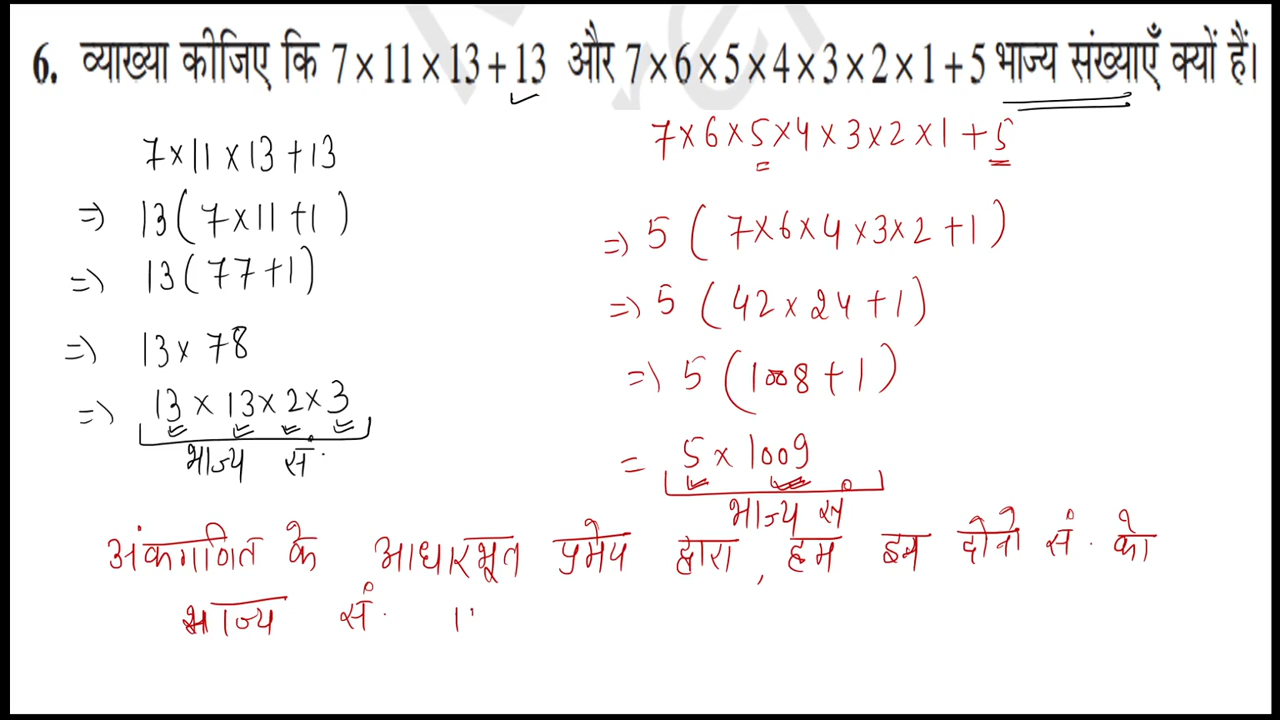 6. व्याख्या कीजिए कि 7×11×13+13 और 7×6×5×4×3×2×1+5 भाज्य संख्याएँ क्यों हैं।
7×11×13+13
⇒ 13(7×11+1)
⇒ 13(77+1)
⇒ 13×78
⇒ 13×13×2×3
भाज्य सं.
7×6×5×4×3×2×1+5
⇒ 5(7×6×4×3×2+1)
⇒ 5(42×24+1)
⇒ 5(1008+1)
= 5×1009
भाज्य सं
अंकगणित के आधारभूत प्रमेय द्वारा, हम इन दोनो सं. को
भाज्य सं.